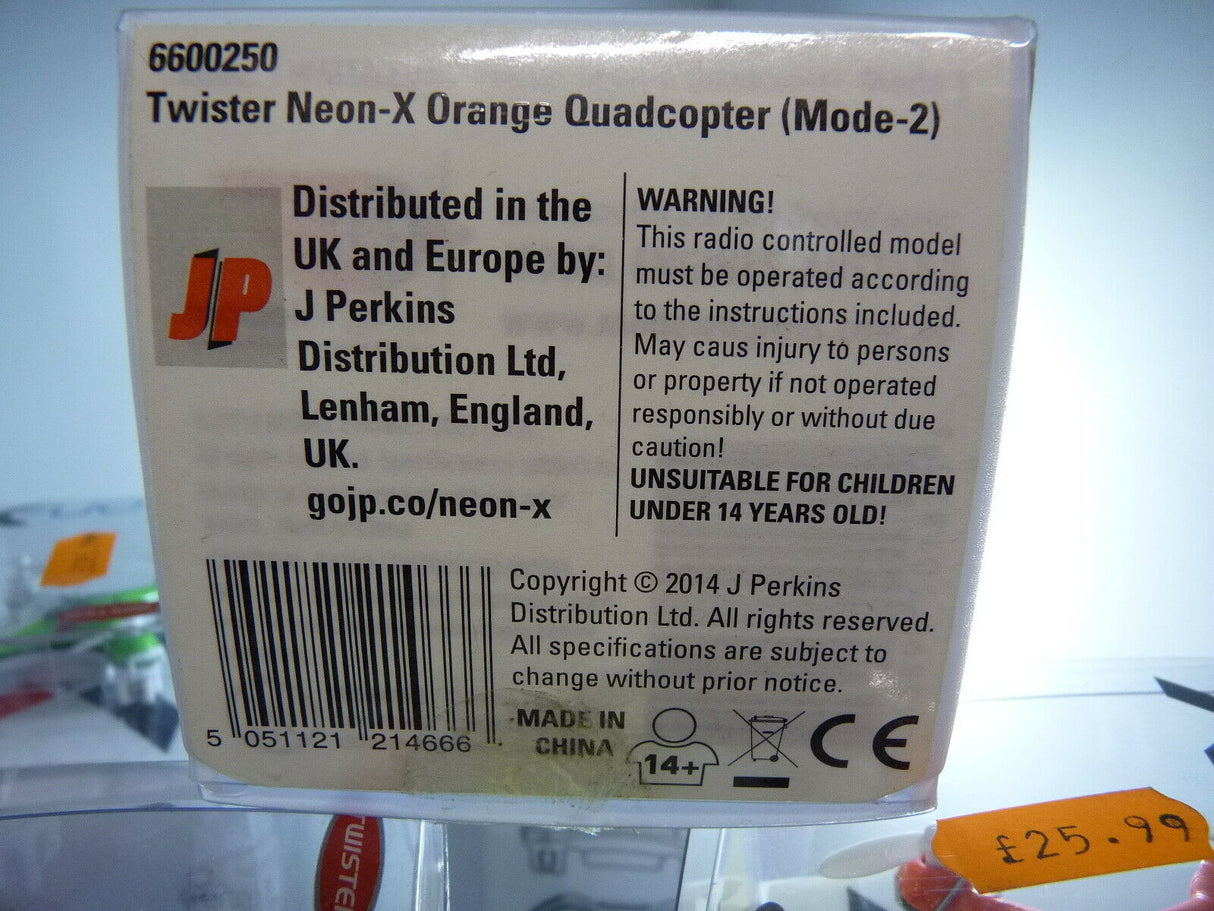 6600250
Twister Neon-X Orange Quadcopter (Mode-2)
JP
Distributed in the
UK and Europe by:
J Perkins
Distribution Ltd,
Lenham, England,
UK.
gojp.co/neon-x
WARNING!
This radio controlled model
must be operated according
to the instructions included.
May caus injury to persons
or property if not operated
responsibly or without due
caution!
UNSUITABLE FOR CHILDREN
UNDER 14 YEARS OLD!
5 051121 214666
Copyright © 2014 J Perkins
Distribution Ltd. All rights reserved.
All specifications are subject to
change without prior notice.
MADE IN
CHINA
14+
CE
TWISTE
£25.99